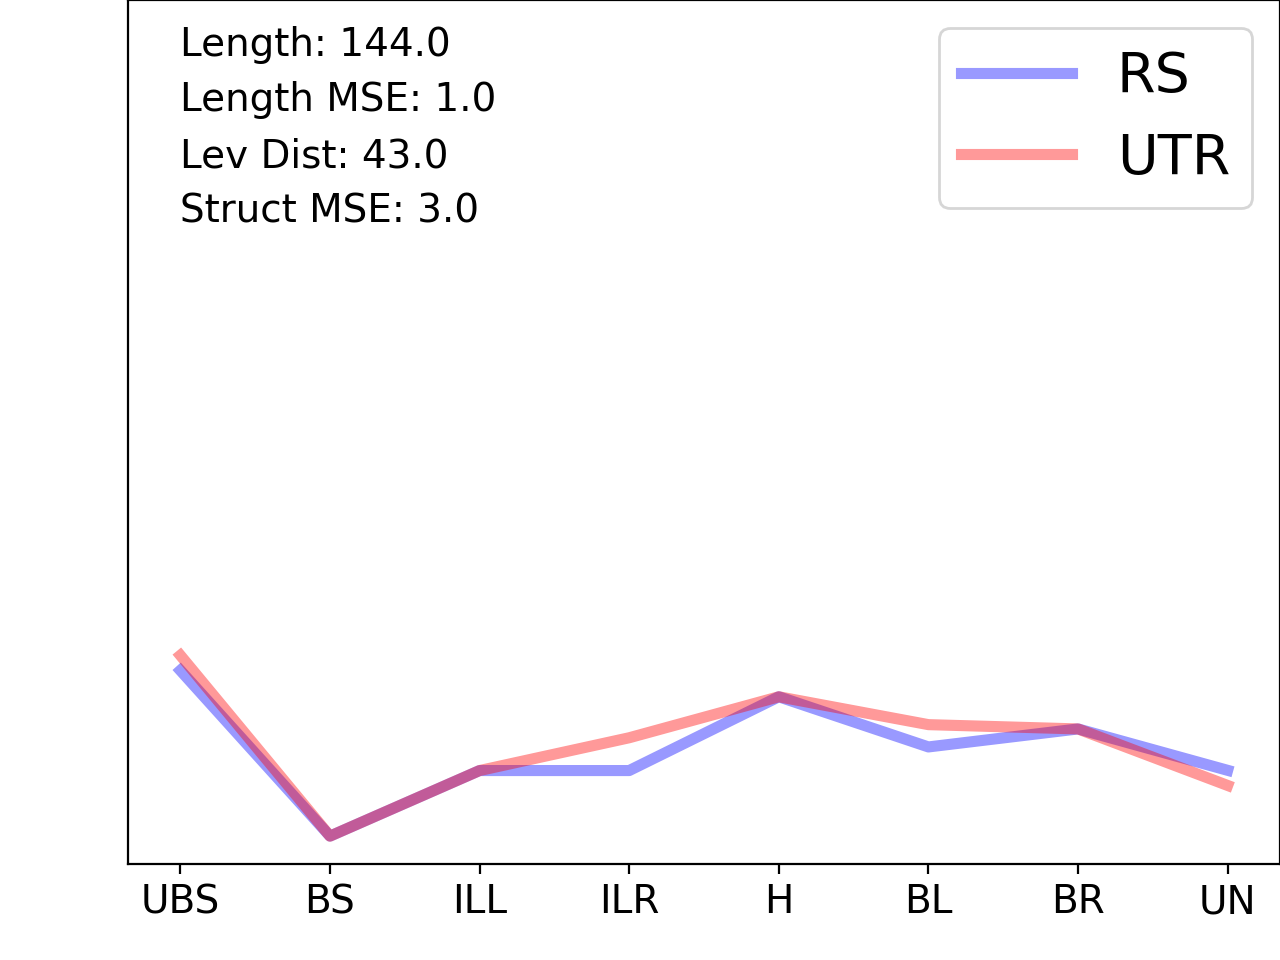 Length: 144.0
Length MSE: 1.0
Lev Dist: 43.0
Struct MSE: 3.0
RS
UTR
UBS BS ILL ILR H BL BR UN